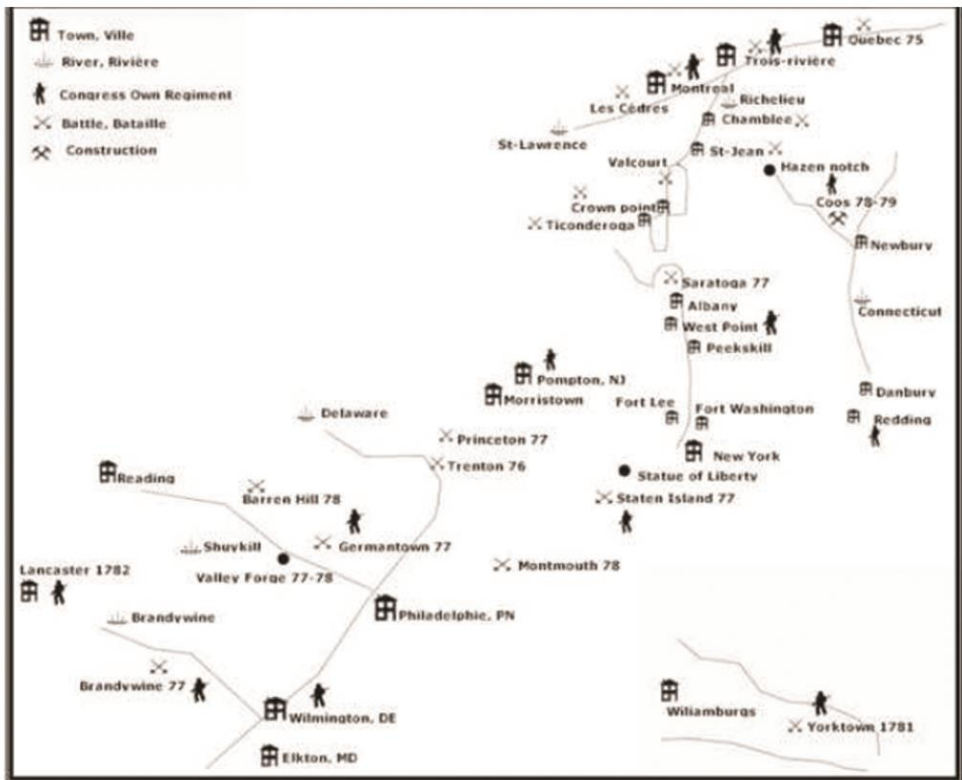 Town, Ville
River, Rivière
Congress Own Regiment
Battle, Bataille
Construction
Quebec 75
Trois-rivière
Montreal
Les Cèdres
Richelieu
Chamblee
St-Lawrence
St-Jean
Valcourt
Hazen notch
Coos 78-79
Crown point
Ticonderoga
Newbury
Saratoga 77
Albany
Connecticut
West Point
Peekskill
Pompton, NJ
Morristown
Danbury
Fort Lee
Fort Washington
Redding
Delaware
Princeton 77
New York
Trenton 76
Statue of Liberty
Reading
Barren Hill 78
Staten Island 77
Shuvkill
Germantown 77
Montmouth 78
Lancaster 1782
Valley Forge 77-78
Brandywine
Philadelphie, PN
Brandywine 77
Wiliamburgs
Wilmington, DE
Yorktown 1781
Elkton, MD